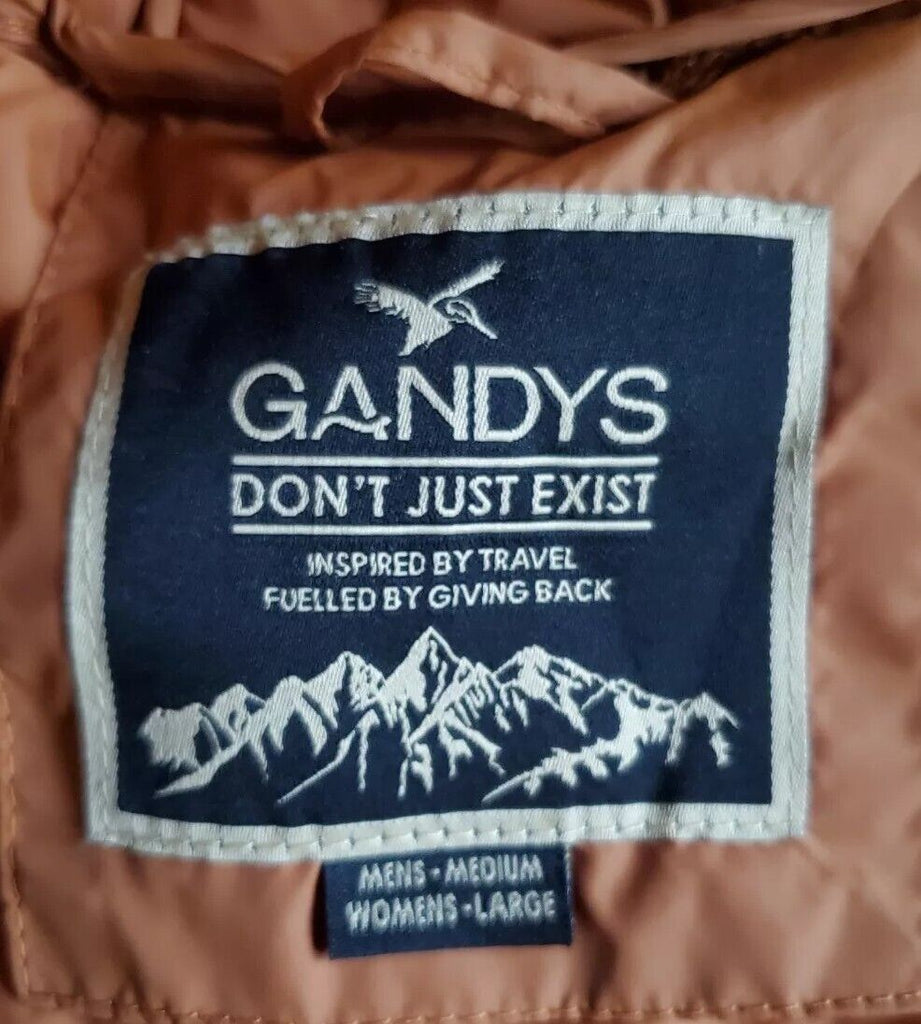 GANDYS
DON'T JUST EXIST
INSPIRED BY TRAVEL
FUELLED BY GIVING BACK
MENS - MEDIUM
WOMENS - LARGE